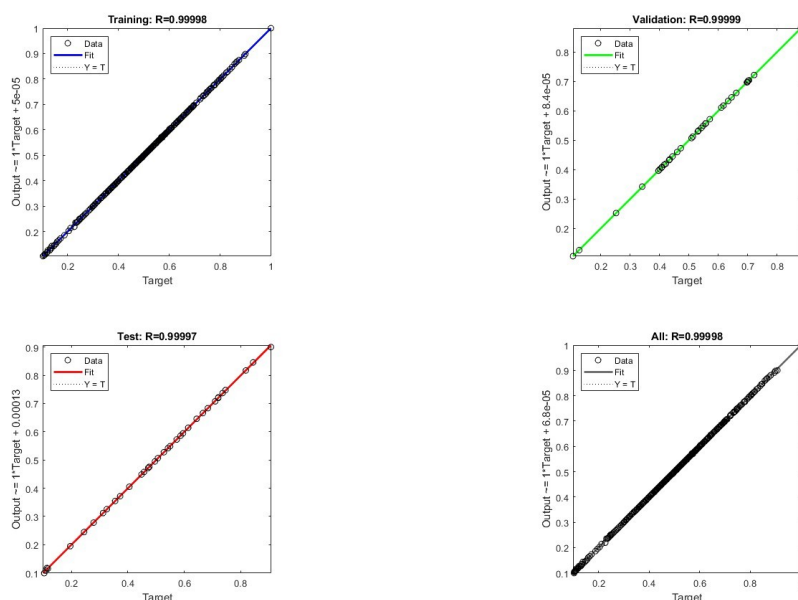 Training: R=0.99998
Output ~= 1*Target + 5e-05
1
0.9
0.8
0.7
0.6
0.5
0.4
0.3
0.2
Data
Fit
Y = T
0.2 0.4 0.6 0.8 1
Target
Validation: R=0.99999
Output ~= 1*Target + 8.4e-05
0.8
0.7
0.6
0.5
0.4
0.3
0.2
Data
Fit
Y = T
0.2 0.3 0.4 0.5 0.6 0.7 0.8
Target
Test: R=0.99997
Output ~= 1*Target + 0.00013
0.9
0.8
0.7
0.6
0.5
0.4
0.3
0.2
0.1
Data
Fit
Y = T
0.2 0.4 0.6 0.8
Target
All: R=0.99998
Output ~= 1*Target + 6.8e-05
1
0.9
0.8
0.7
0.6
0.5
0.4
0.3
0.2
0.1
Data
Fit
Y = T
0.2 0.4 0.6 0.8
Target